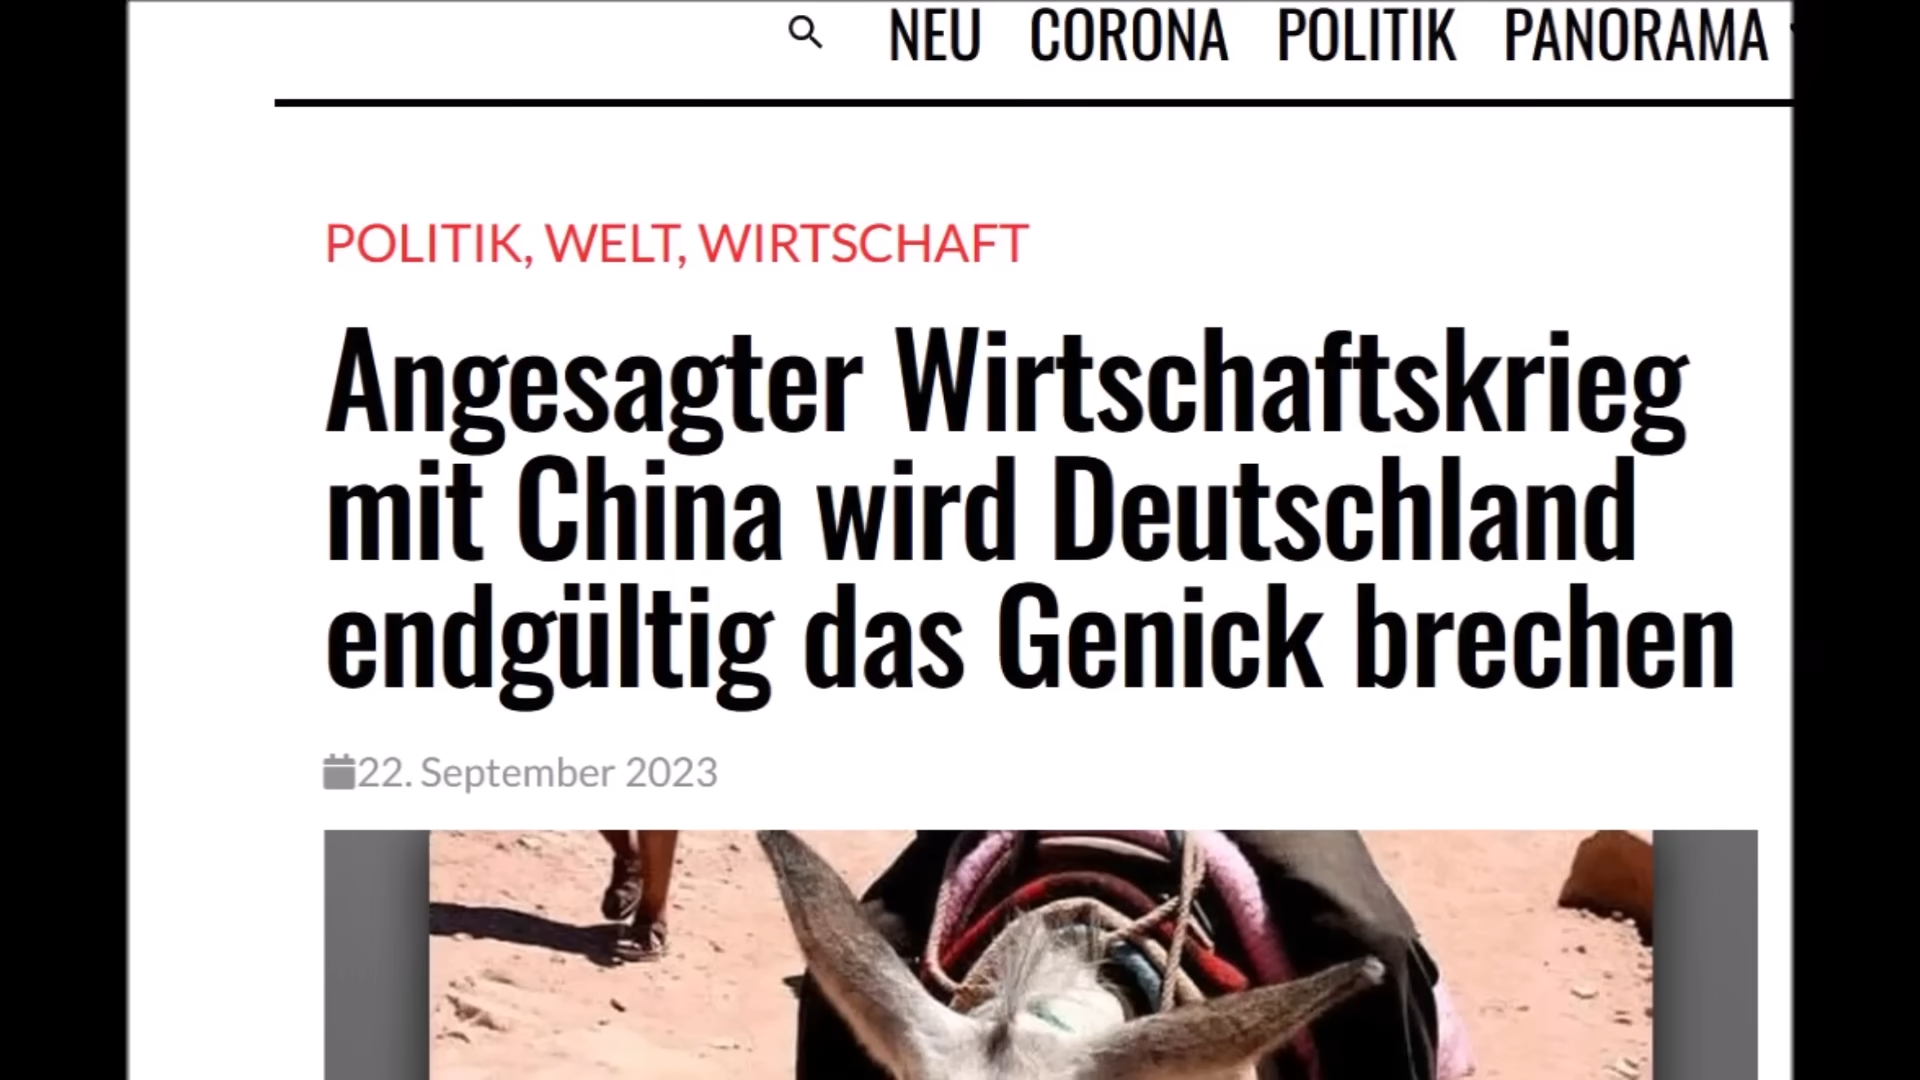 NEU CORONA POLITIK PANORAMA
POLITIK, WELT, WIRTSCHAFT
Angesagter Wirtschaftskrieg
mit China wird Deutschland
endgültig das Genick brechen
22. September 2023